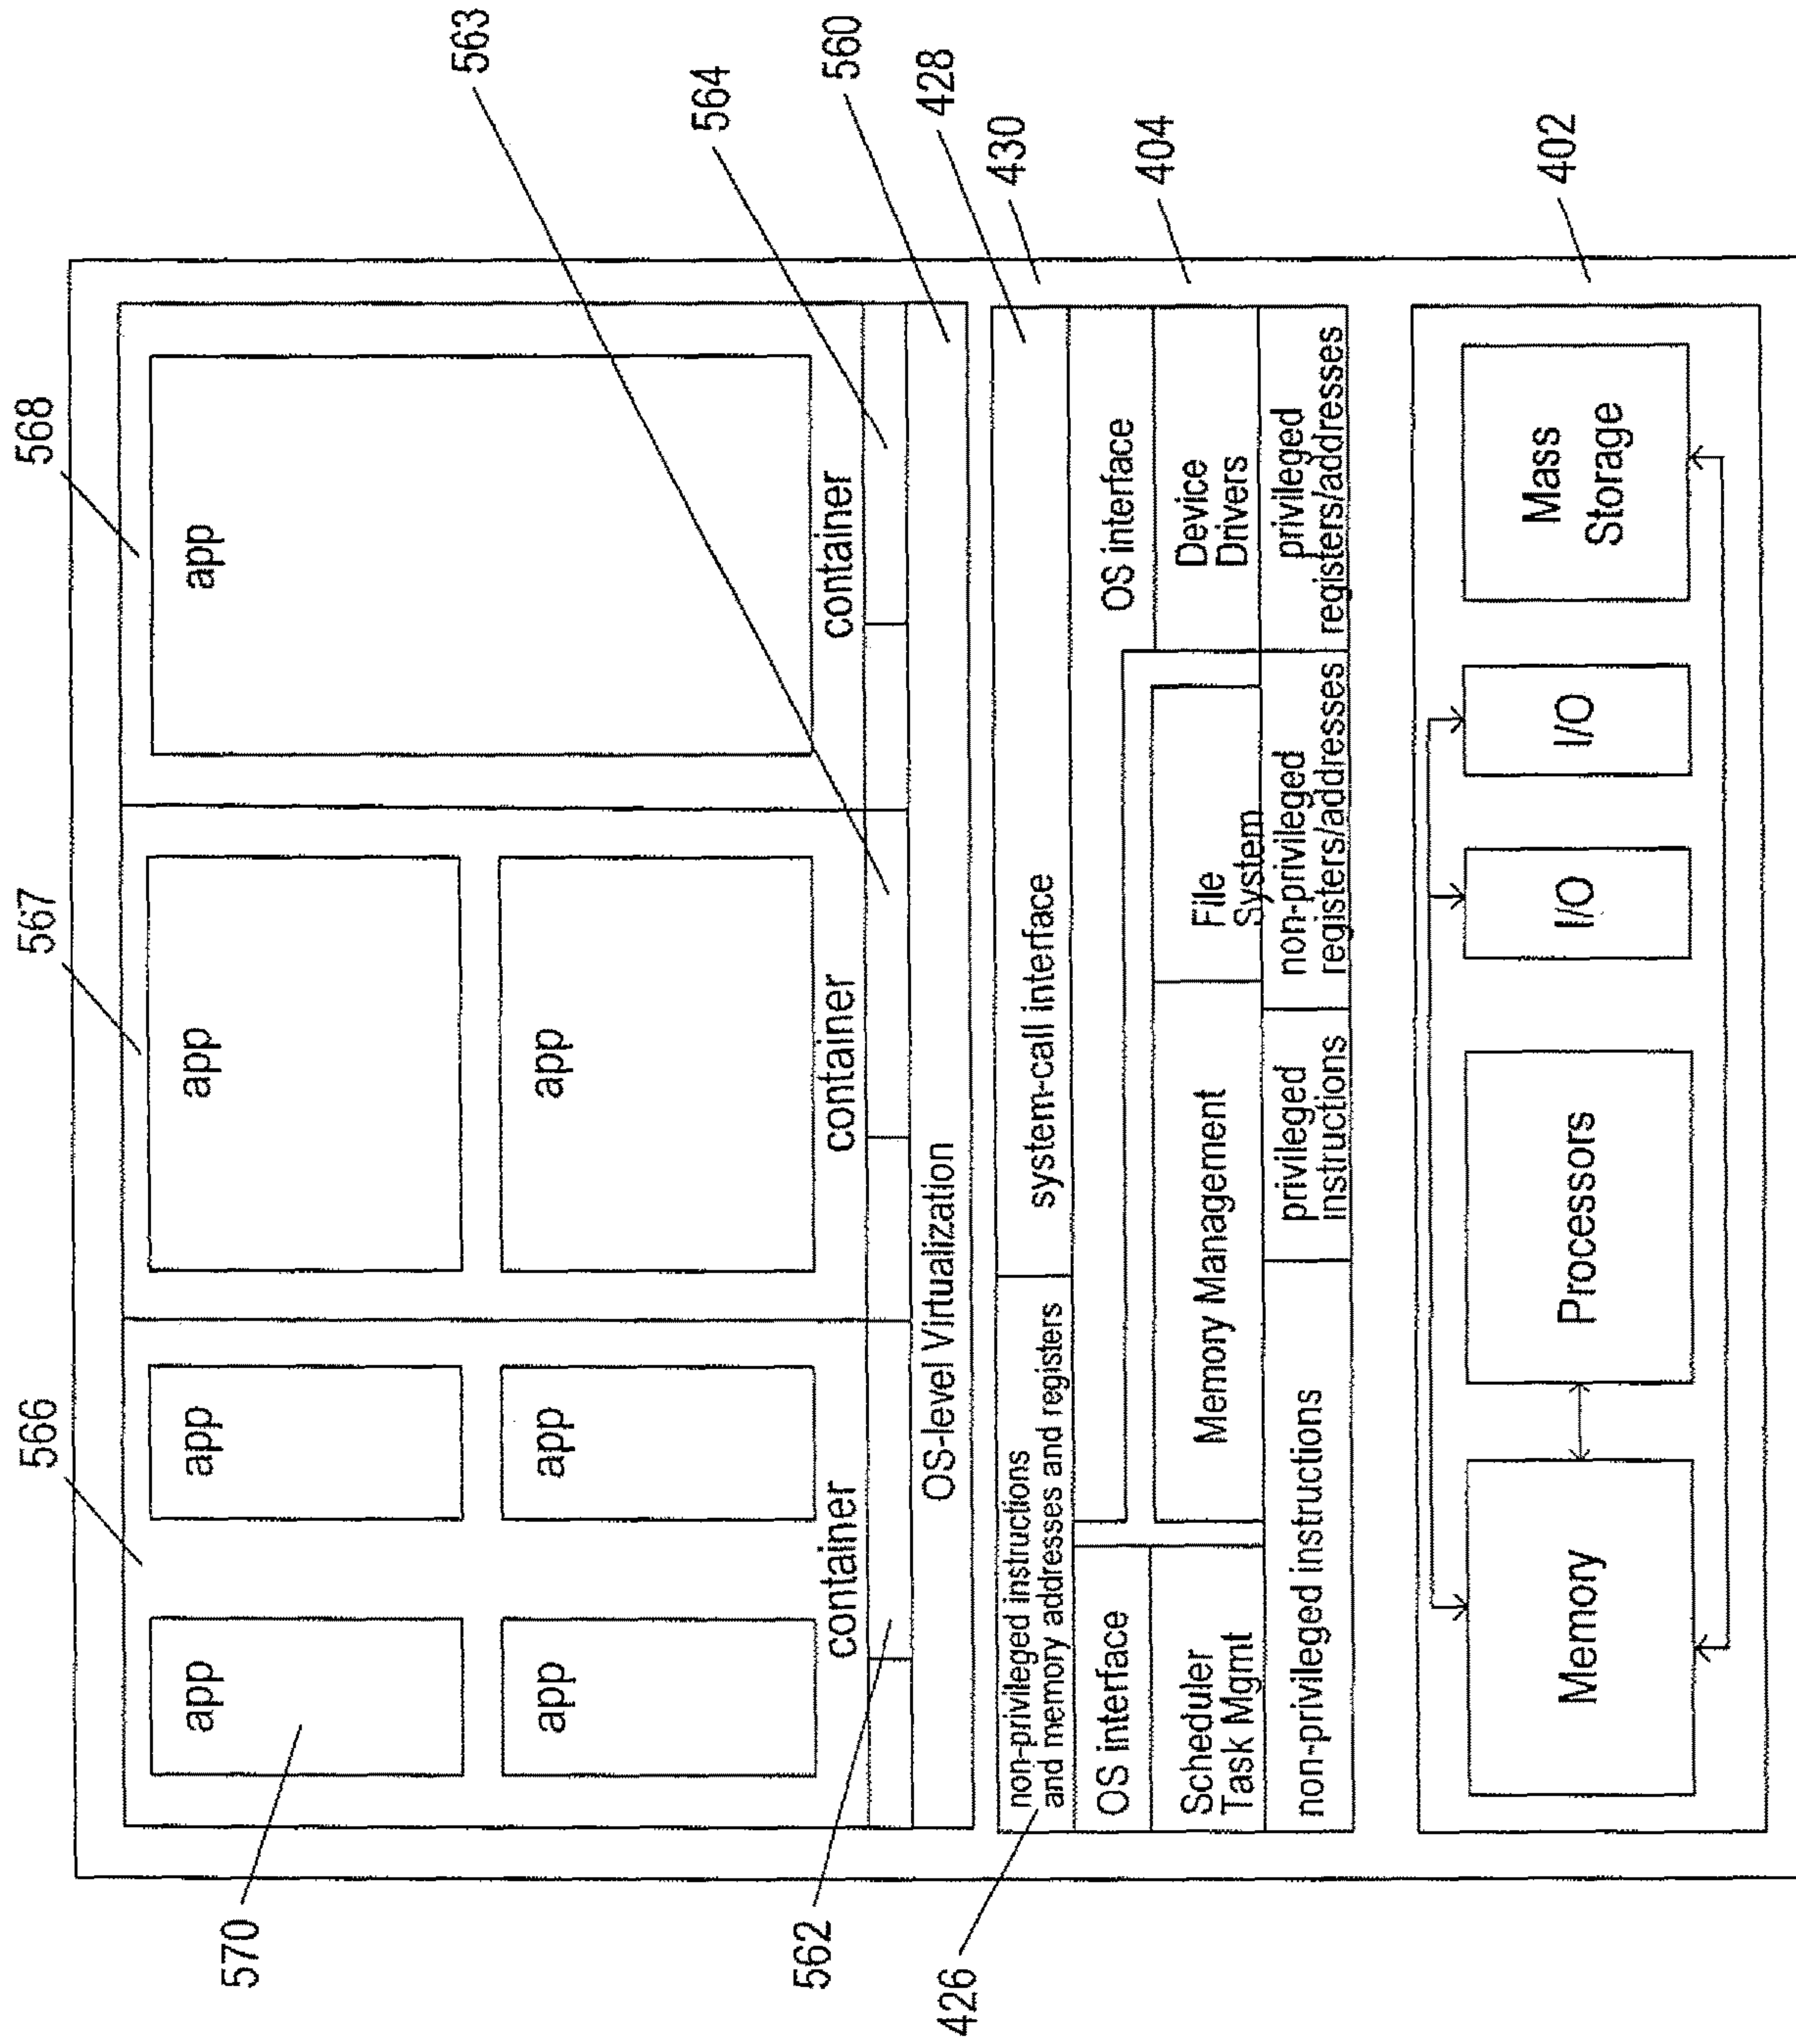 566
567
568
563
564
560
428
430
404
402
570
562
426
app
app
app
app
container
app
app
container
app
container
OS-level Virtualization
non-privileged instructions
and memory addresses and registers
system-call interface
OS interface
OS interface
Scheduler
Task Mgmt
Memory Management
File
System
Device
Drivers
non-privileged instructions
privileged
instructions
non-privileged
registers/addresses
privileged
registers/addresses
Memory
Processors
I/O
I/O
Mass
Storage